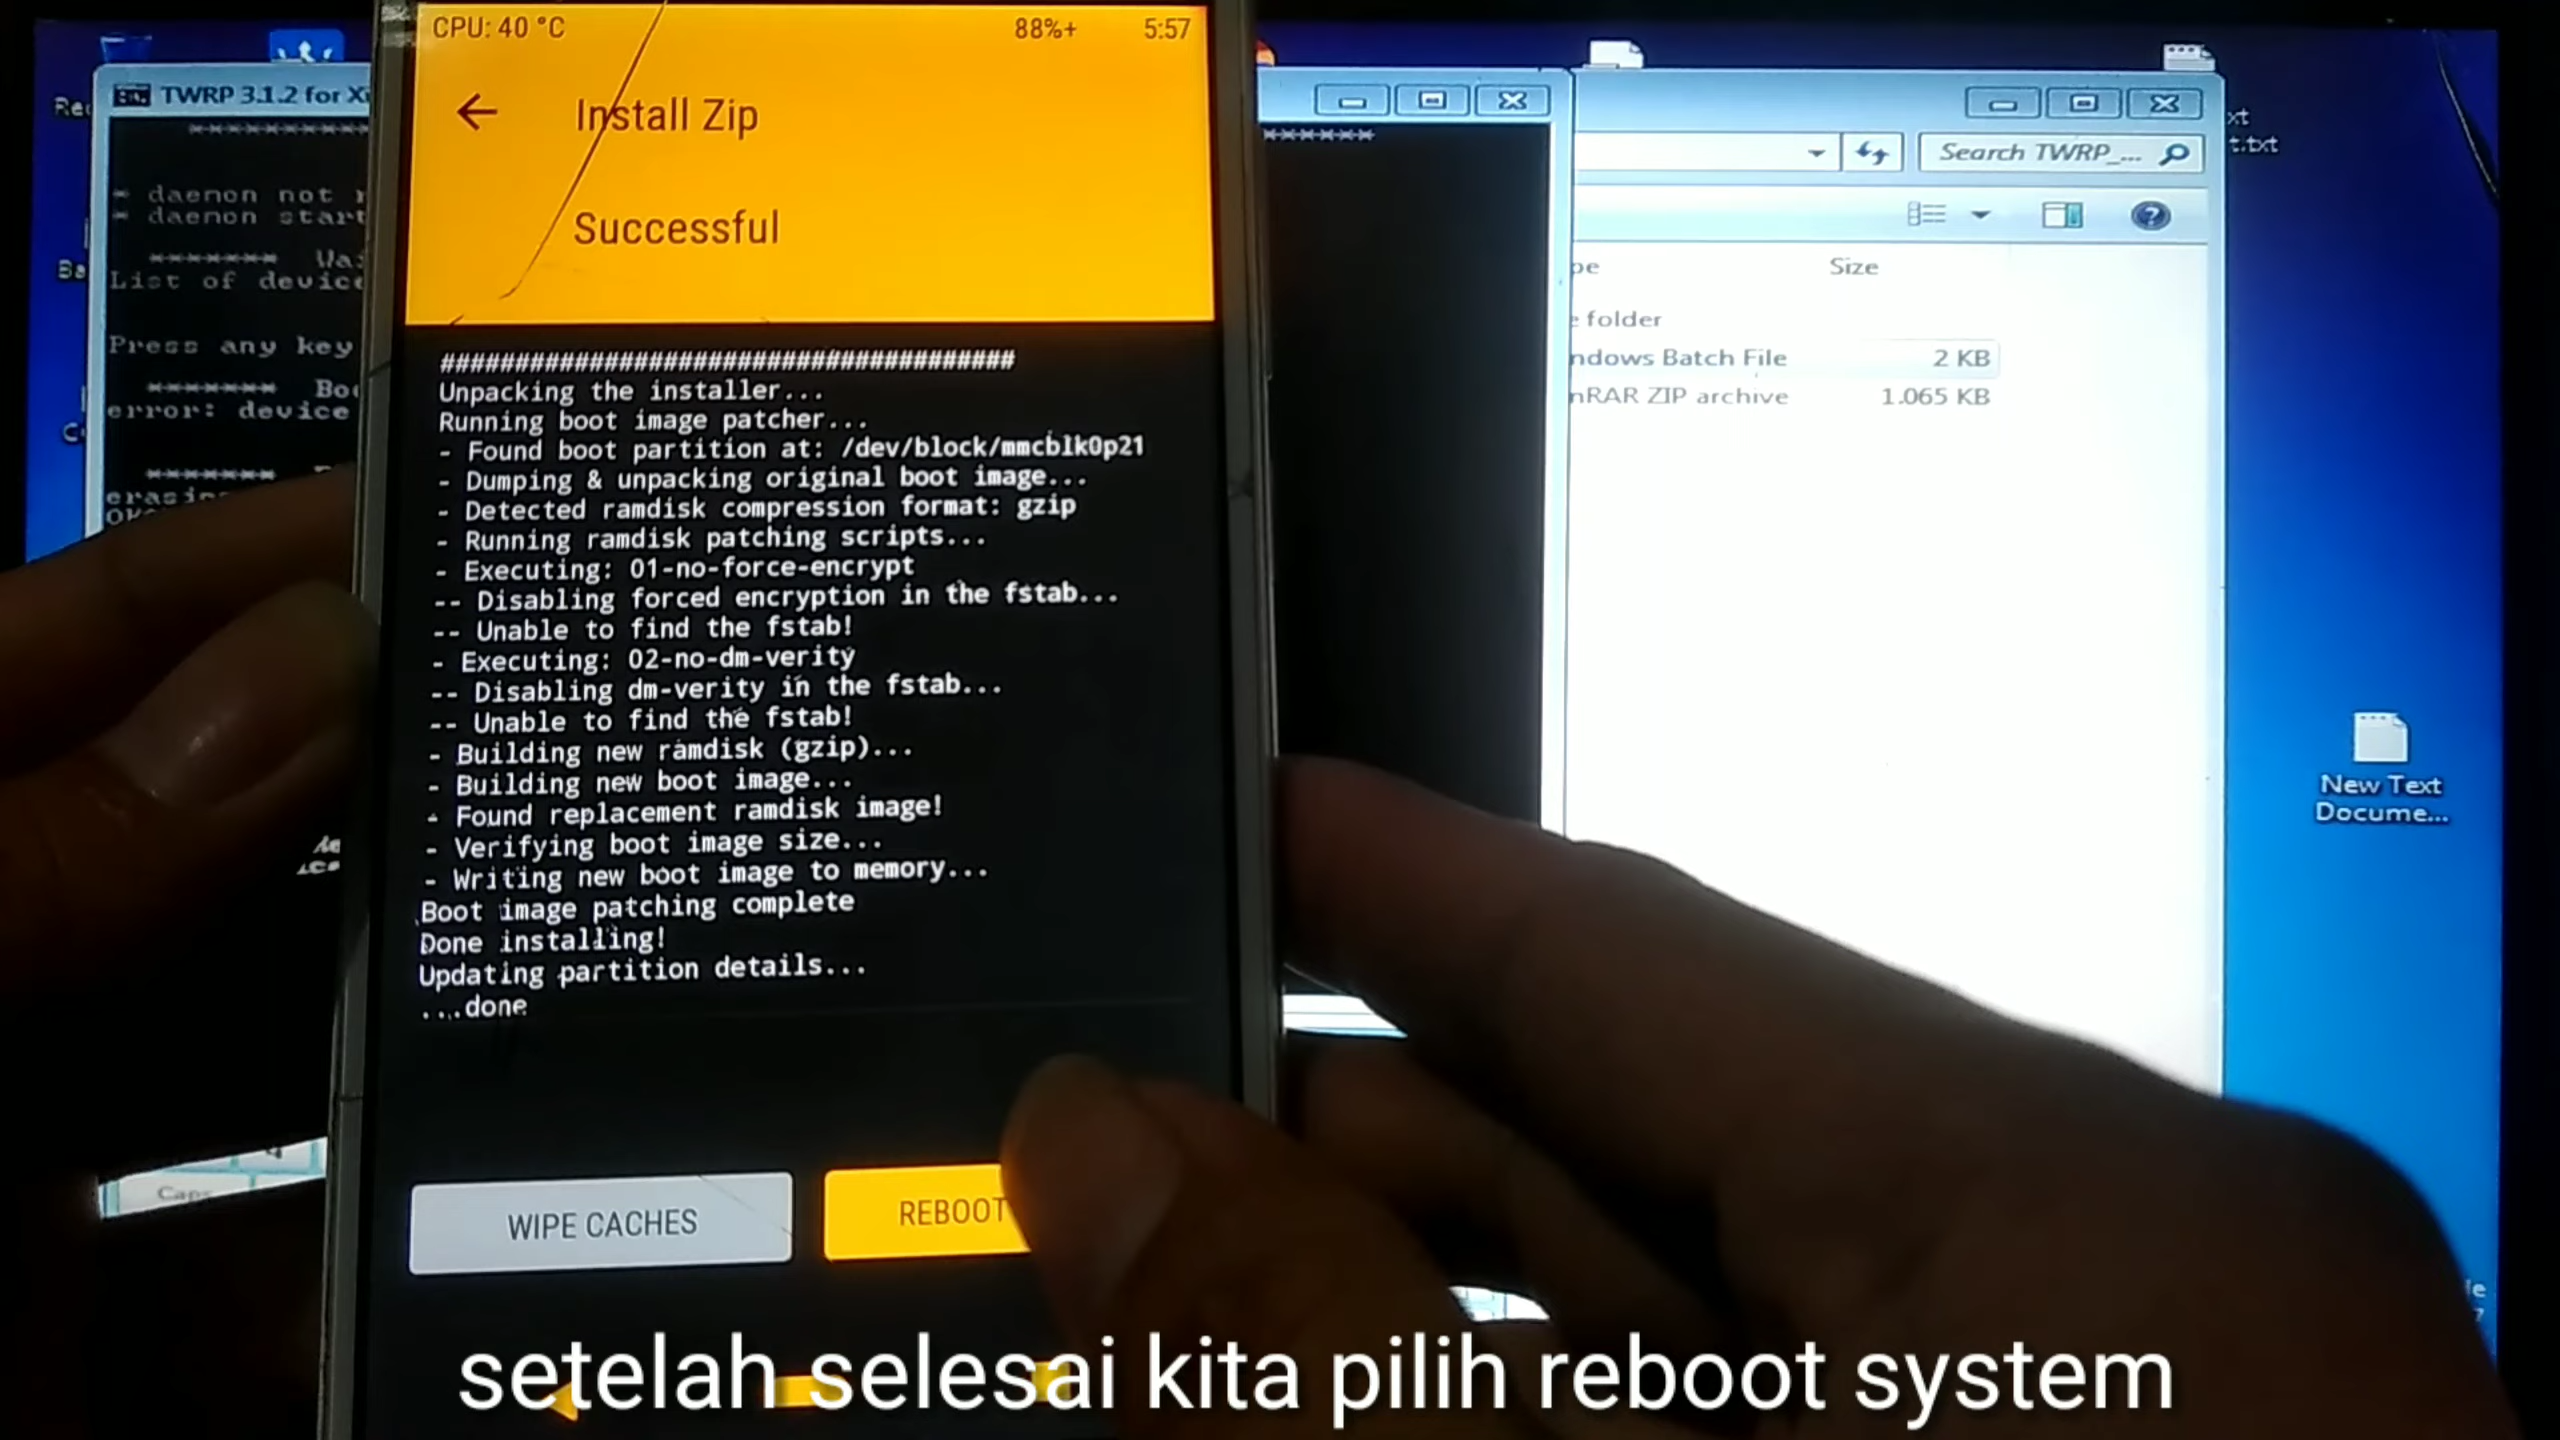 CPU: 40 °C
88%+
5:57
Install Zip
Successful
######################################
Unpacking the installer...
Running boot image patcher...
- Found boot partition at: /dev/block/mmcblk0p21
- Dumping & unpacking original boot image...
- Detected ramdisk compression format: gzip
- Running ramdisk patching scripts...
- Executing: 01-no-force-encrypt
-- Disabling forced encryption in the fstab...
-- Unable to find the fstab!
- Executing: 02-no-dm-verity
-- Disabling dm-verity in the fstab...
-- Unable to find the fstab!
- Building new ramdisk (gzip)...
- Building new boot image...
- Found replacement ramdisk image!
- Verifying boot image size...
- Writing new boot image to memory...
Boot image patching complete
Done installing!
Updating partition details...
...done
WIPE CACHES
REBOOT
TWRP 3.1.2 for
* daemon not
* daemon
List of
Press any key
error: device
Search TWRP_...
Size
folder
Batch File
2 KB
ZIP archive
1.065 KB
t.txt
New Text
Docume...
Caps
setelah selesai kita pilih reboot system